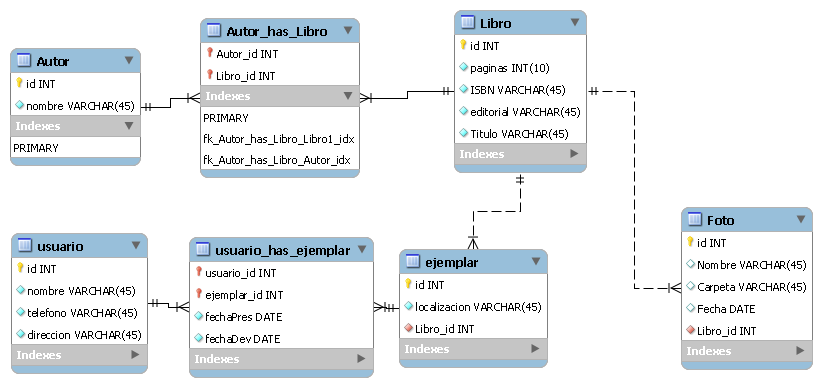 Autor
id INT
nombre VARCHAR(45)
Indexes
PRIMARY
Autor_has_Libro
Autor_id INT
Libro_id INT
Indexes
PRIMARY
fk_Autor_has_Libro_Libro1_idx
fk_Autor_has_Libro_Autor_idx
Libro
id INT
paginas INT(10)
ISBN VARCHAR(45)
editorial VARCHAR(45)
Titulo VARCHAR(45)
Indexes
usuario
id INT
nombre VARCHAR(45)
telefono VARCHAR(45)
direccion VARCHAR(45)
Indexes
usuario_has_ejemplar
usuario_id INT
ejemplar_id INT
fechaPres DATE
fechaDev DATE
Indexes
ejemplar
id INT
localizacion VARCHAR(45)
Libro_id INT
Indexes
Foto
id INT
Nombre VARCHAR(45)
Carpeta VARCHAR(45)
Fecha DATE
Libro_id INT
Indexes